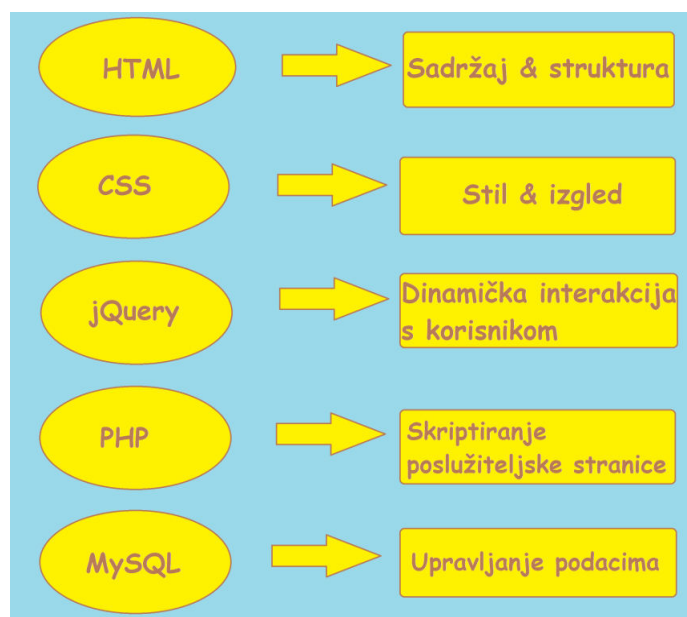 HTML
Sadržaj & struktura
CSS
Stil & izgled
jQuery
Dinamička interakcija
s korisnikom
PHP
Skriptiranje
poslužiteljske stranice
MySQL
Upravljanje podacima